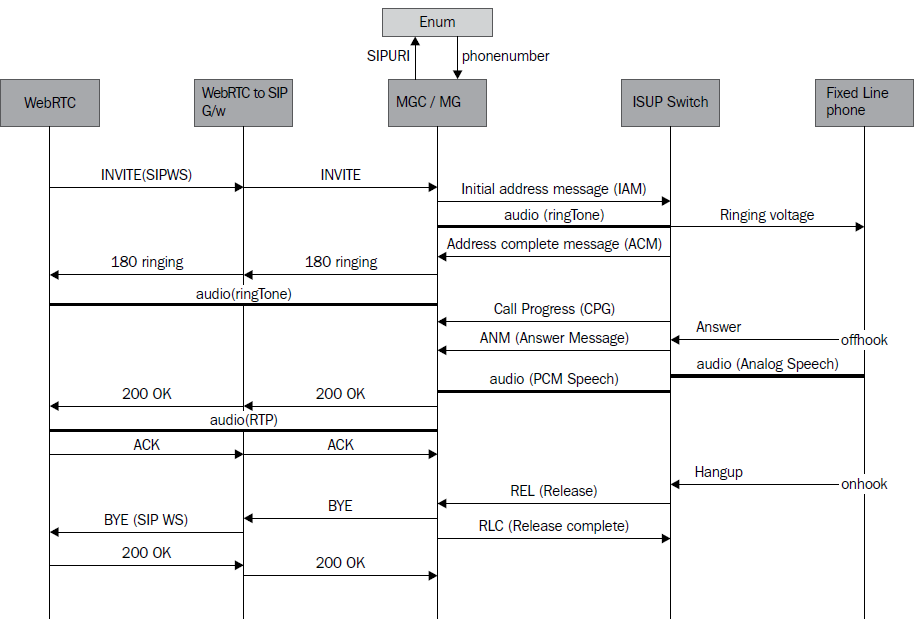 Enum
SIPURI
phonenumber
WebRTC
WebRTC to SIP
G/w
MGC / MG
ISUP Switch
Fixed Line
phone
INVITE(SIPWS)
INVITE
Initial address message (IAM)
audio (ringTone)
Ringing voltage
Address complete message (ACM)
180 ringing
180 ringing
audio(ringTone)
Call Progress (CPG)
Answer
offhook
ANM (Answer Message)
audio (Analog Speech)
audio (PCM Speech)
200 OK
200 OK
audio(RTP)
ACK
ACK
Hangup
onhook
REL (Release)
BYE
BYE (SIP WS)
RLC (Release complete)
200 OK
200 OK